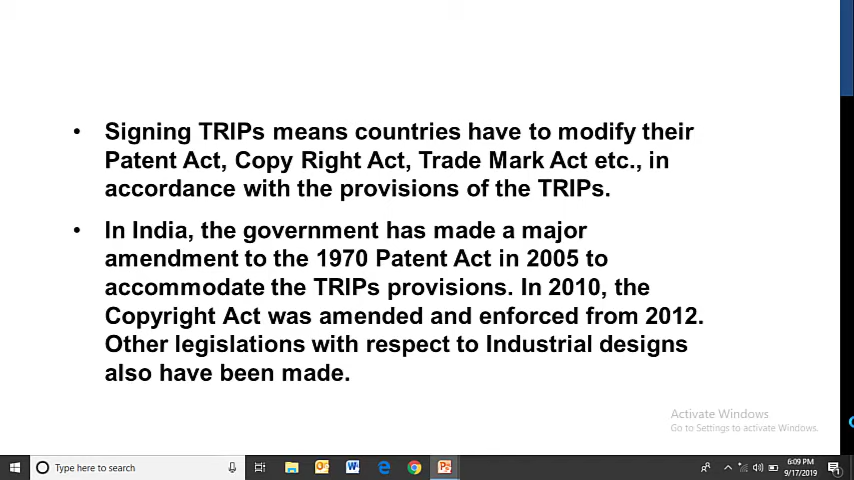 • Signing TRIPs means countries have to modify their
Patent Act, Copy Right Act, Trade Mark Act etc., in
accordance with the provisions of the TRIPs.
• In India, the government has made a major
amendment to the 1970 Patent Act in 2005 to
accommodate the TRIPs provisions. In 2010, the
Copyright Act was amended and enforced from 2012.
Other legislations with respect to Industrial designs
also have been made.
Activate Windows
Go to Settings to activate Windows.
Type here to search
6:09 PM
9/17/2019